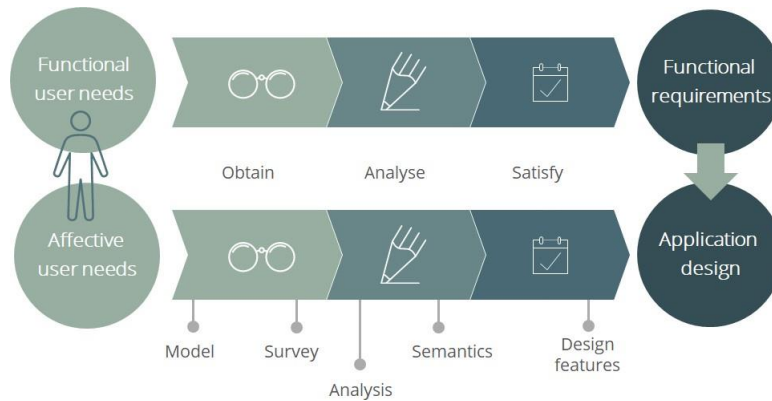 Functional
user needs
Functional
requirements
Obtain
Analyse
Satisfy
Affective
user needs
Application
design
Model
Survey
Analysis
Semantics
Design
features